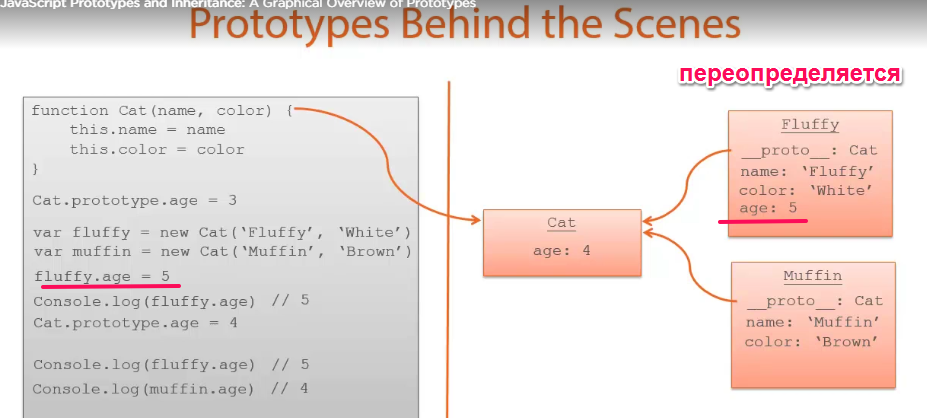 JavaScript Prototypes and Inheritance: A Graphical Overview of Prototypes
Prototypes Behind the Scenes
переопределяется
function Cat(name, color) {
this.name = name
this.color = color
}
Cat.prototype.age = 3
var fluffy = new Cat(‘Fluffy’, ‘White’)
var muffin = new Cat(‘Muffin’, ‘Brown’)
fluffy.age = 5
Console.log(fluffy.age) // 5
Cat.prototype.age = 4
Console.log(fluffy.age) // 5
Console.log(muffin.age) // 4
Cat
age: 4
Fluffy
__proto__: Cat
name: ‘Fluffy’
color: ‘White’
age: 5
Muffin
__proto__: Cat
name: ‘Muffin’
color: ‘Brown’